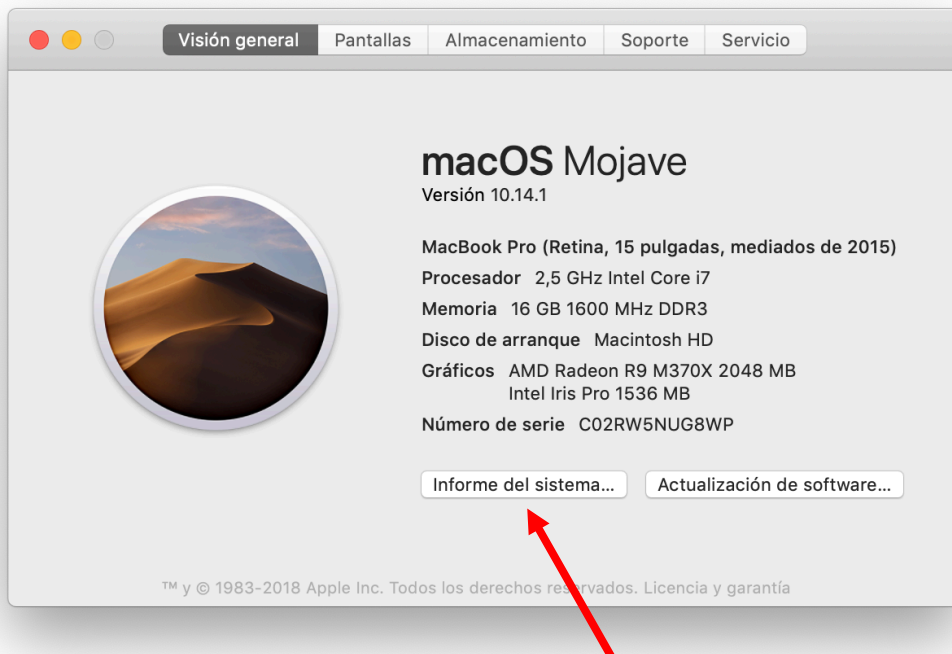 Visión general Pantallas Almacenamiento Soporte Servicio
macOS Mojave
Versión 10.14.1
MacBook Pro (Retina, 15 pulgadas, mediados de 2015)
Procesador 2,5 GHz Intel Core i7
Memoria 16 GB 1600 MHz DDR3
Disco de arranque Macintosh HD
Gráficos AMD Radeon R9 M370X 2048 MB
Intel Iris Pro 1536 MB
Número de serie C02RW5NUG8WP
Informe del sistema... Actualización de software...
™ y © 1983-2018 Apple Inc. Todos los derechos reservados. Licencia y garantía